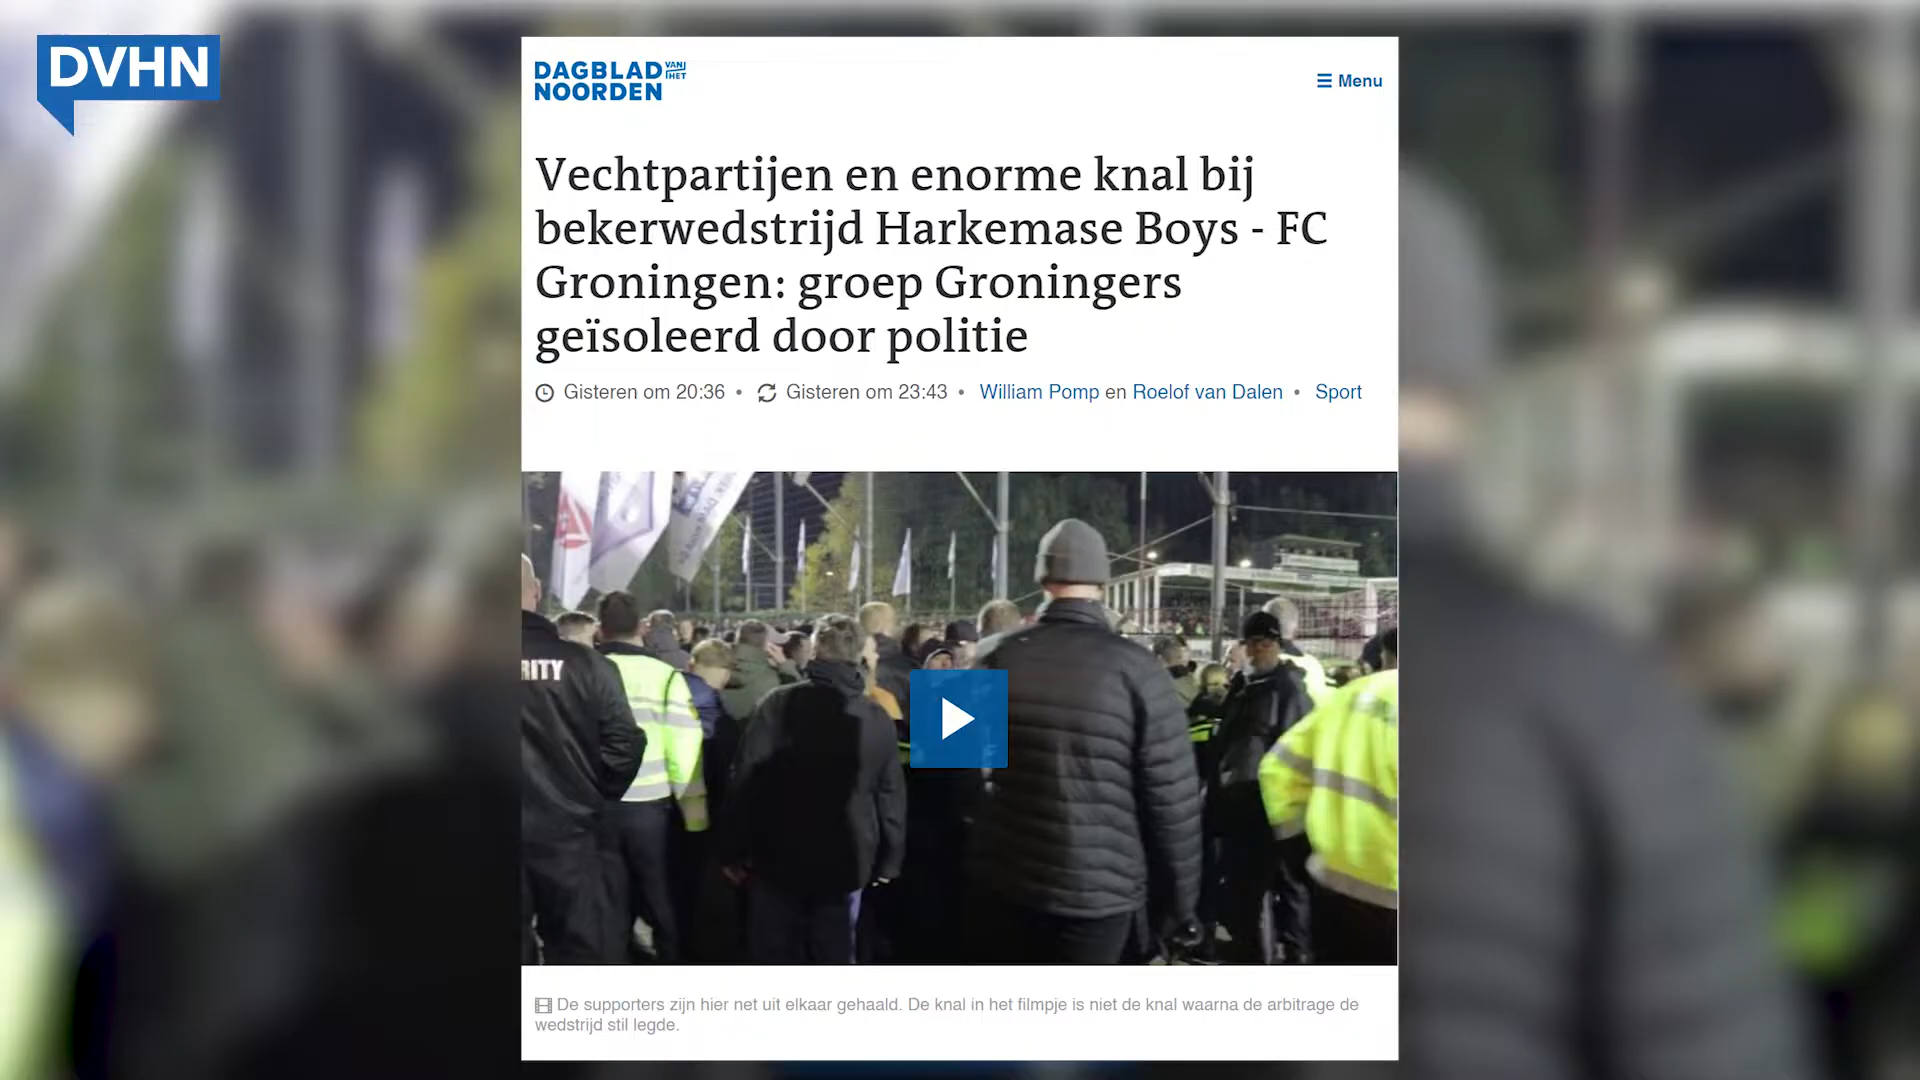 DVHN
DAGBLAD VAN HET
NOORDEN
Menu
Vechtpartijen en enorme knal bij
bekerwedstrijd Harkemase Boys - FC
Groningen: groep Groningers
geïsoleerd door politie
Gisteren om 20:36 • Gisteren om 23:43 • William Pomp en Roelof van Dalen • Sport
RITY
De supporters zijn hier net uit elkaar gehaald. De knal in het filmpje is niet de knal waarna de arbitrage de
wedstrijd stil legde.